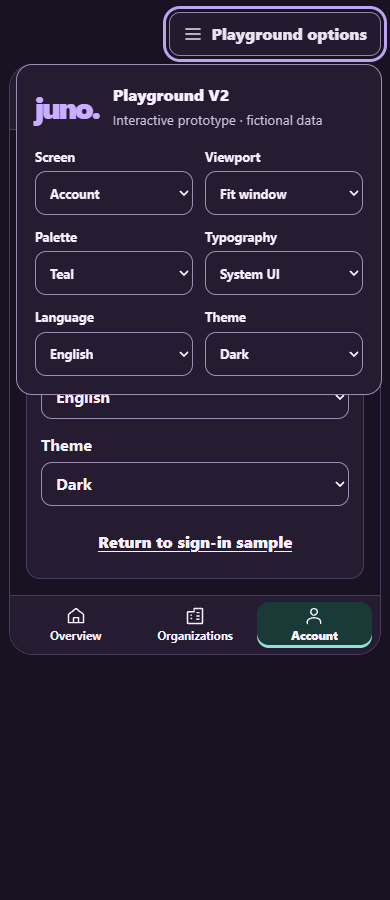 Playground options
juno.
Playground V2
Interactive prototype · fictional data
Screen
Viewport
Account
Fit window
Palette
Typography
Teal
System UI
Language
Theme
English
Dark
English
Theme
Dark
Return to sign-in sample
Overview
Organizations
Account